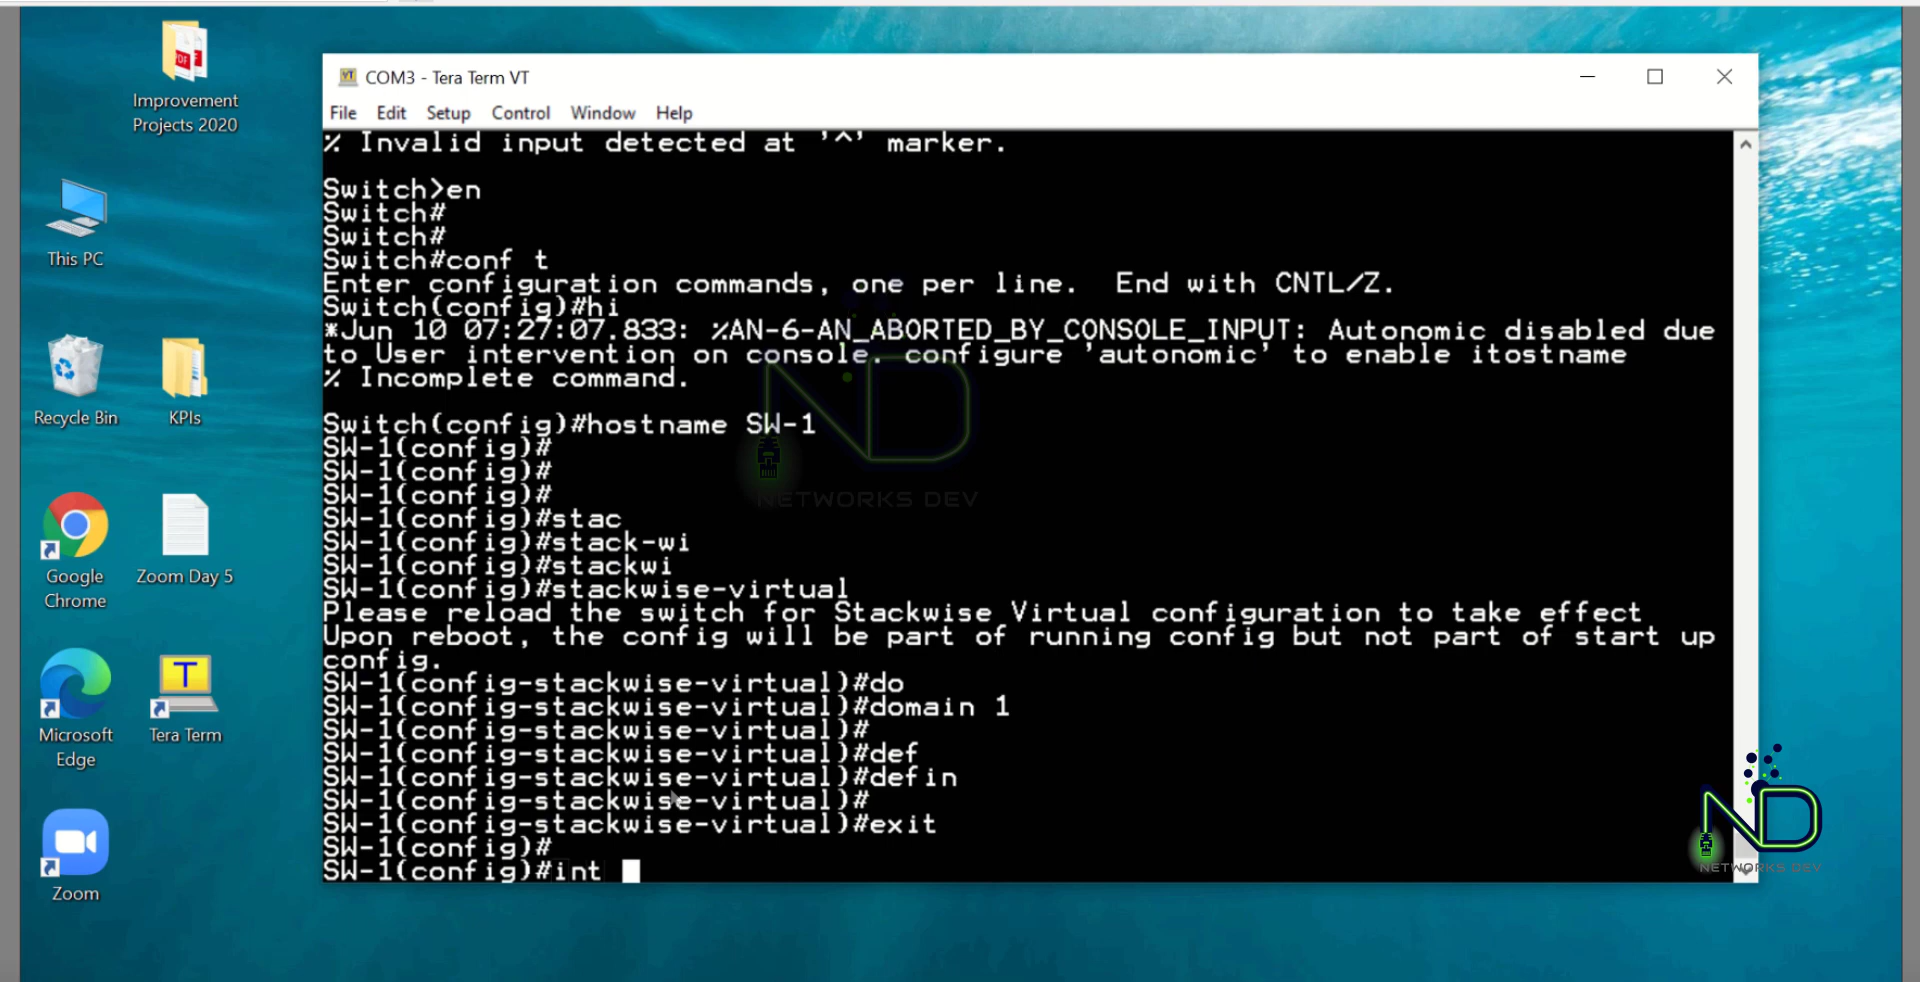 Improvement
Projects 2020
This PC
Recycle Bin
KPIs
Google
Chrome
Zoom Day 5
Microsoft
Edge
Tera Term
Zoom
COM3 - Tera Term VT
File Edit Setup Control Window Help
% Invalid input detected at '^' marker.
Switch>en
Switch#
Switch#
Switch#conf t
Enter configuration commands, one per line.  End with CNTL/Z.
Switch(config)#hi
*Jun 10 07:27:07.833: %AN-6-AN_ABORTED_BY_CONSOLE_INPUT: Autonomic disabled due
to User intervention on console. configure 'autonomic' to enable itostname
% Incomplete command.
Switch(config)#hostname SW-1
SW-1(config)#
SW-1(config)#
SW-1(config)#
SW-1(config)#stac
SW-1(config)#stack-wi
SW-1(config)#stackwi
SW-1(config)#stackwise-virtual
Please reload the switch for Stackwise Virtual configuration to take effect
Upon reboot, the config will be part of running config but not part of start up
config.
SW-1(config-stackwise-virtual)#do
SW-1(config-stackwise-virtual)#domain 1
SW-1(config-stackwise-virtual)#
SW-1(config-stackwise-virtual)#def
SW-1(config-stackwise-virtual)#defin
SW-1(config-stackwise-virtual)#
SW-1(config-stackwise-virtual)#exit
SW-1(config)#
SW-1(config)#int
ND
NETWORKS DEV
ND
NETWORKS DEV